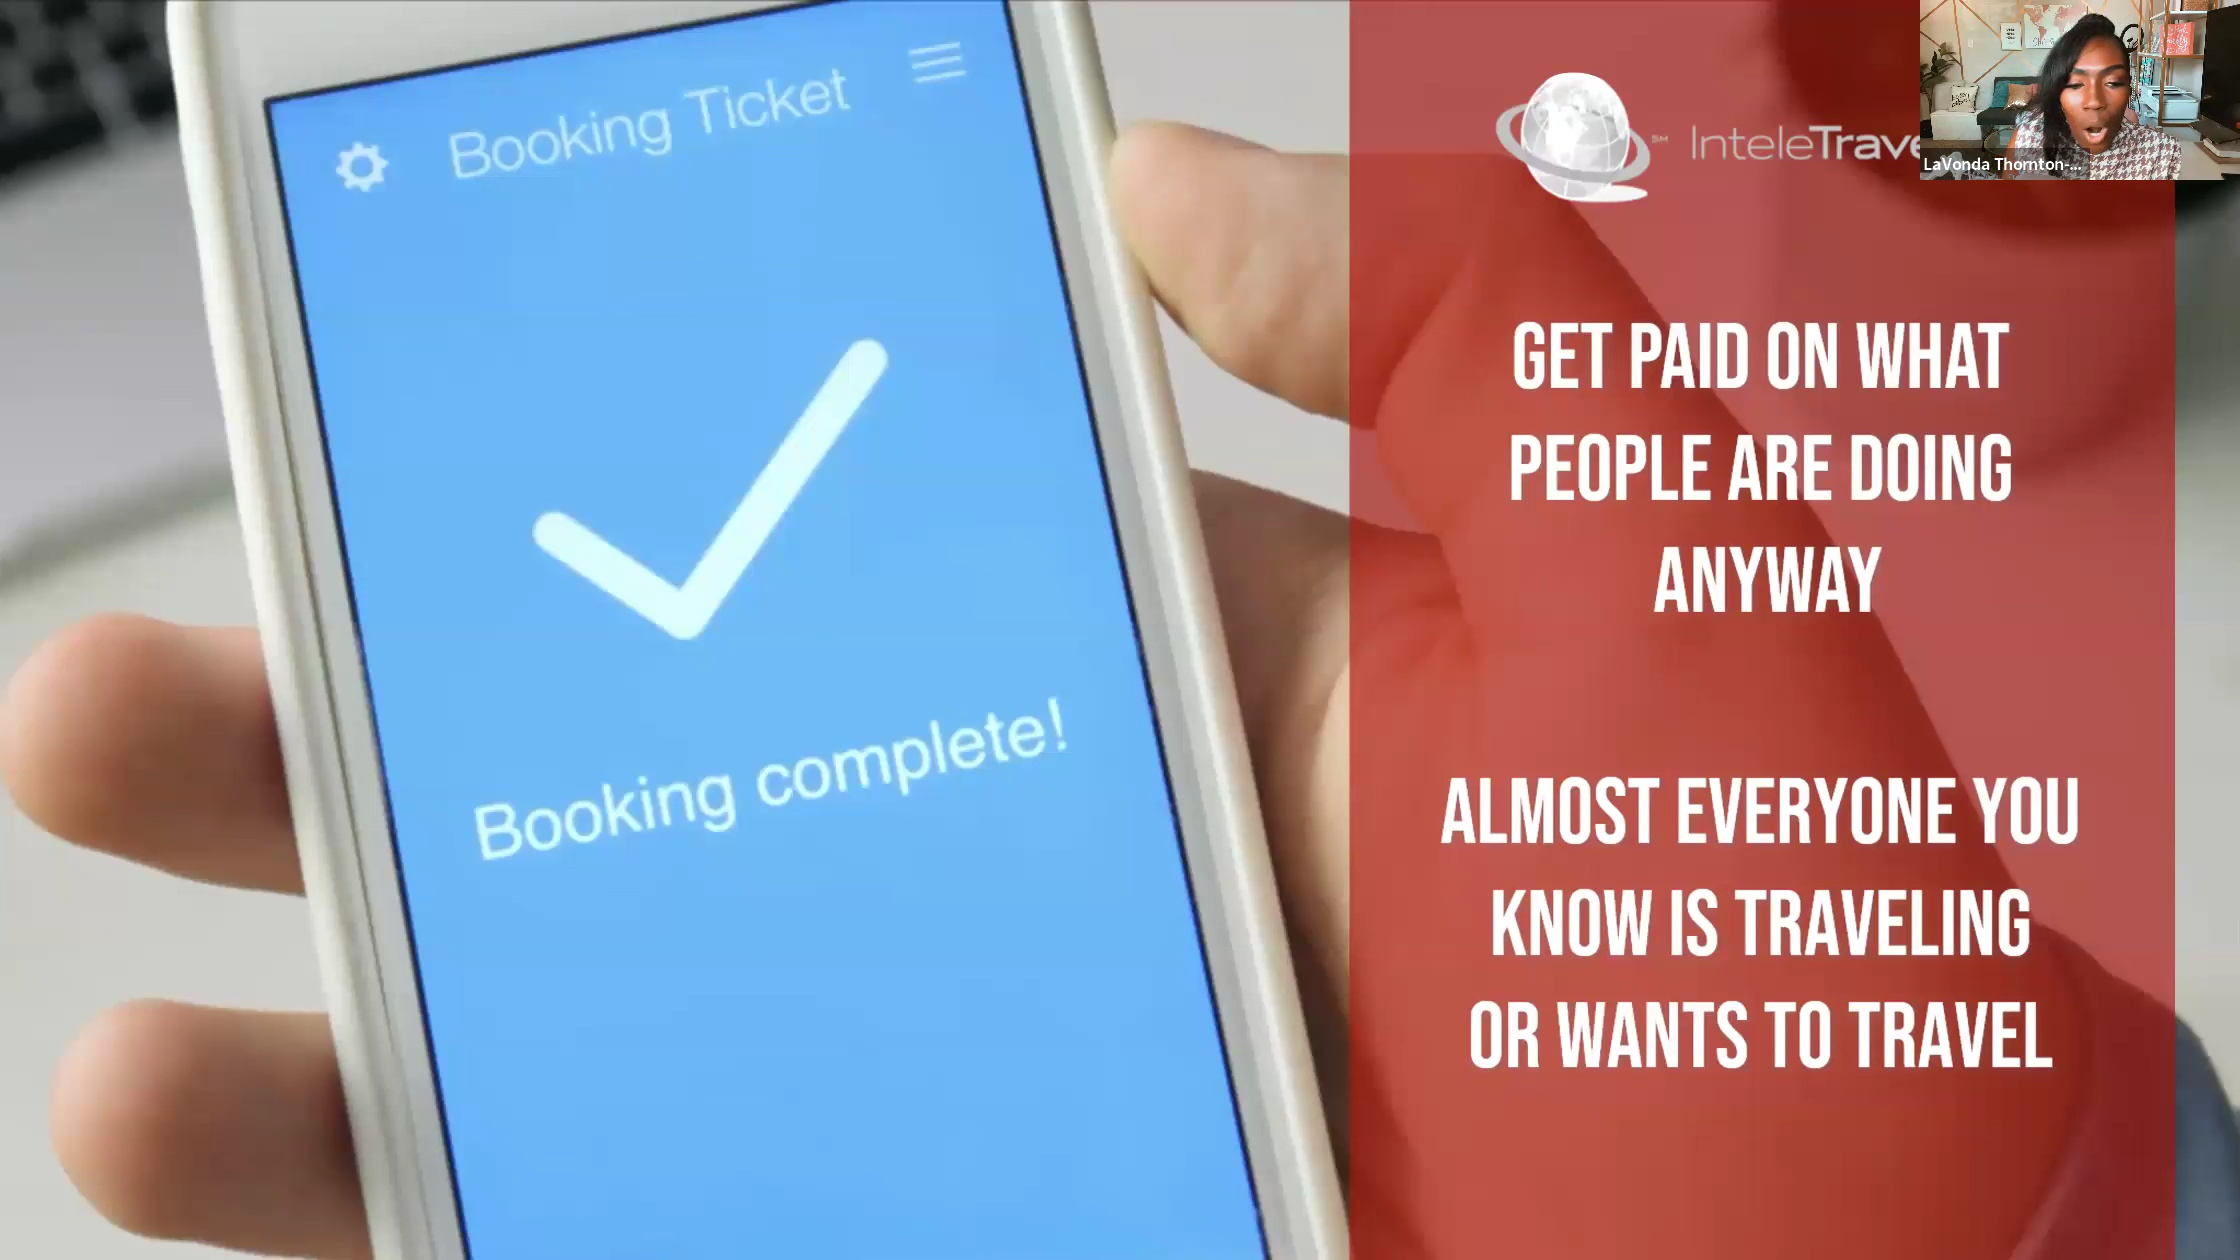 Booking Ticket
Booking complete!
SM
InteleTrave
LaVonda Thornton-...
GET PAID ON WHAT
PEOPLE ARE DOING
ANYWAY
ALMOST EVERYONE YOU
KNOW IS TRAVELING
OR WANTS TO TRAVEL